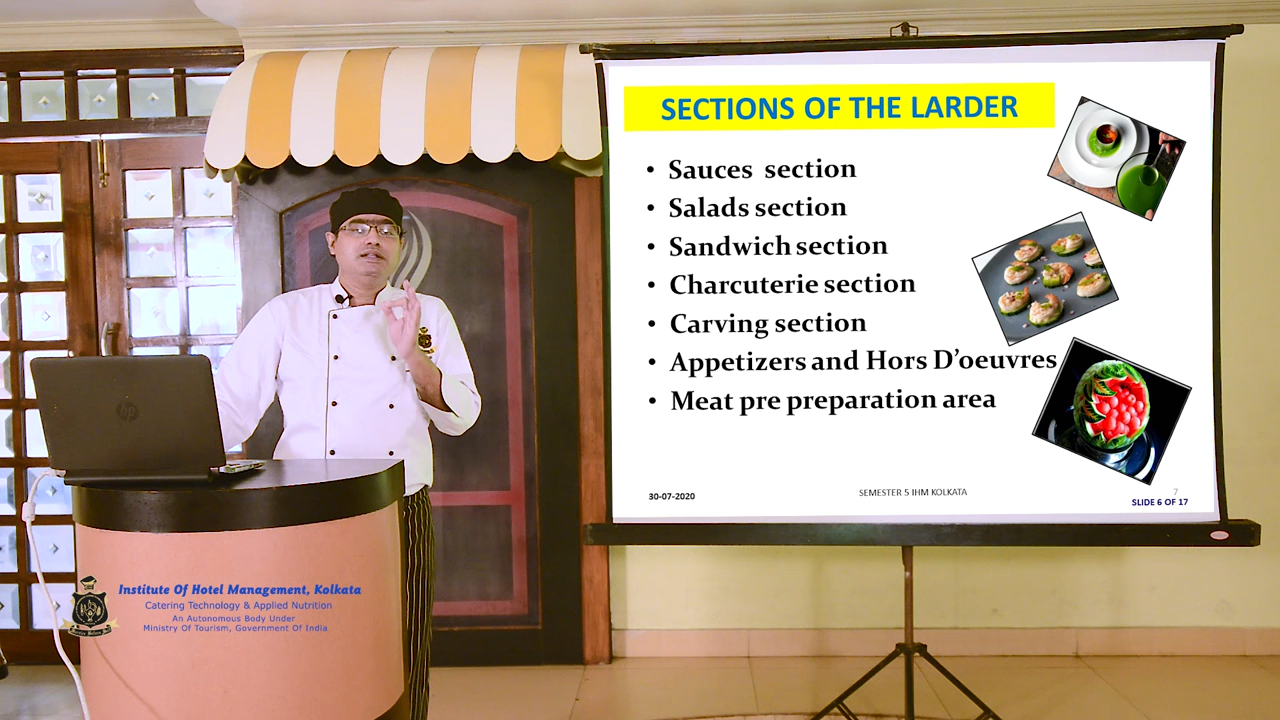 SECTIONS OF THE LARDER
• Sauces section
• Salads section
• Sandwich section
• Charcuterie section
• Carving section
• Appetizers and Hors D'oeuvres
• Meat pre preparation area
30-07-2020
SEMESTER 5 IHM KOLKATA
7
SLIDE 6 OF 17
hp
Institute Of Hotel Management, Kolkata
Catering Technology & Applied Nutrition
An Autonomous Body Under
Ministry Of Tourism, Government Of India